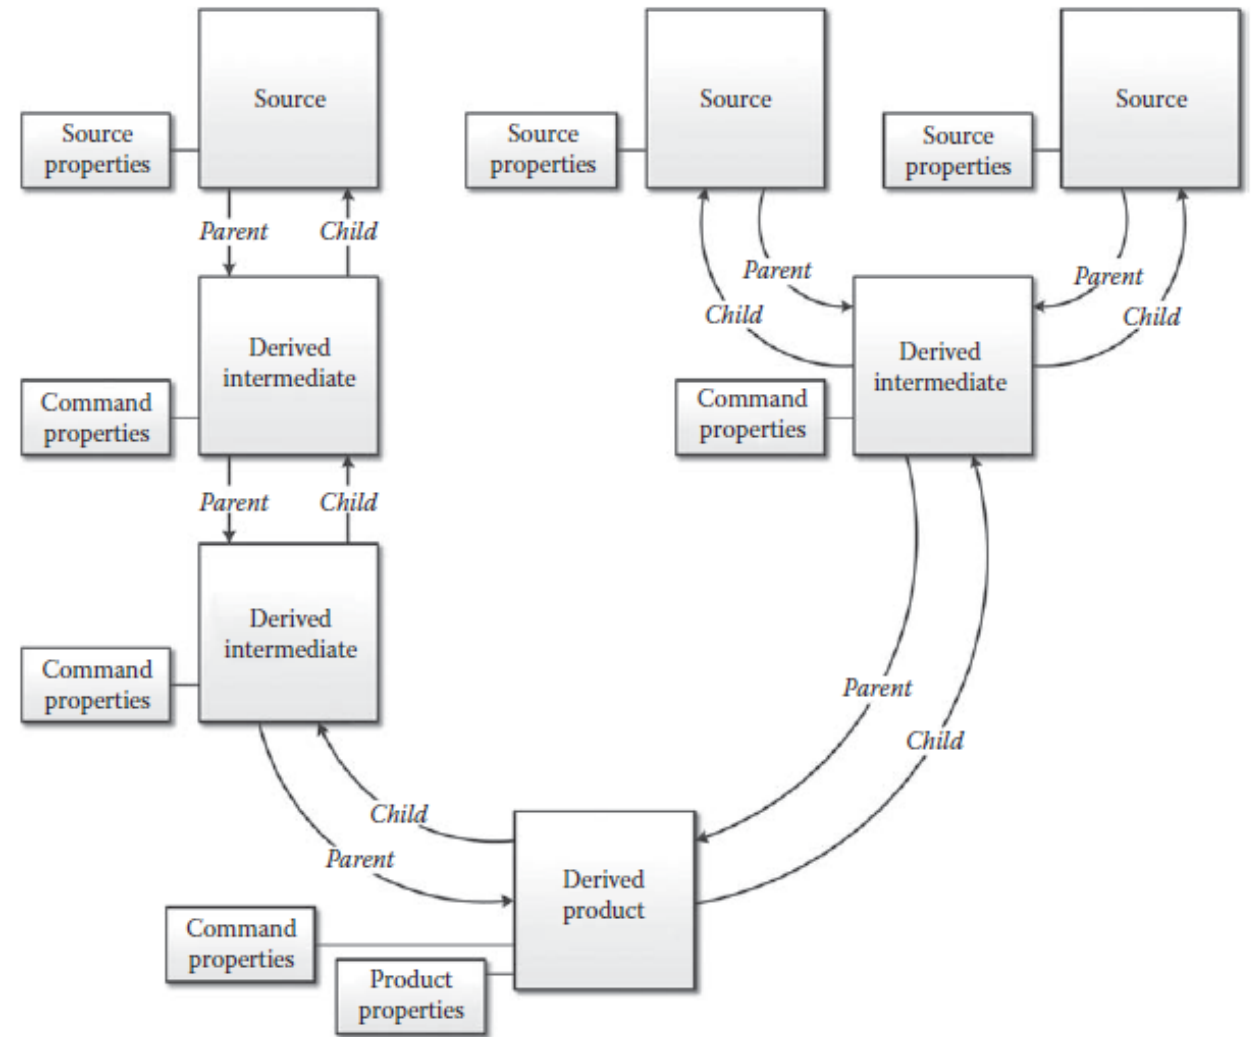 Source
Source
Source
Source
properties
Source
properties
Source
properties
Parent
Child
Parent
Child
Parent
Child
Derived
intermediate
Derived
intermediate
Command
properties
Command
properties
Parent
Child
Derived
intermediate
Command
properties
Parent
Child
Child
Parent
Derived
product
Command
properties
Product
properties